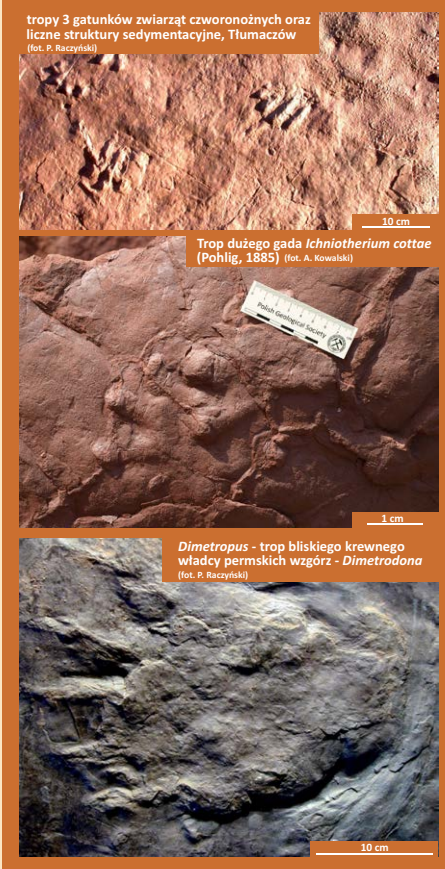 tropy 3 gatunków zwiarząt czworonożnych oraz
liczne struktury sedymentacyjne, Tłumaczów
(fot. P. Raczyński)
10 cm
Trop dużego gada Ichniotherium cottae
(Pohlig, 1885) (fot. A. Kowalski)
Polish Geological Society
1 cm
Dimetropus - trop bliskiego krewnego
władcy permskich wzgórz - Dimetrodona
(fot. P. Raczyński)
10 cm